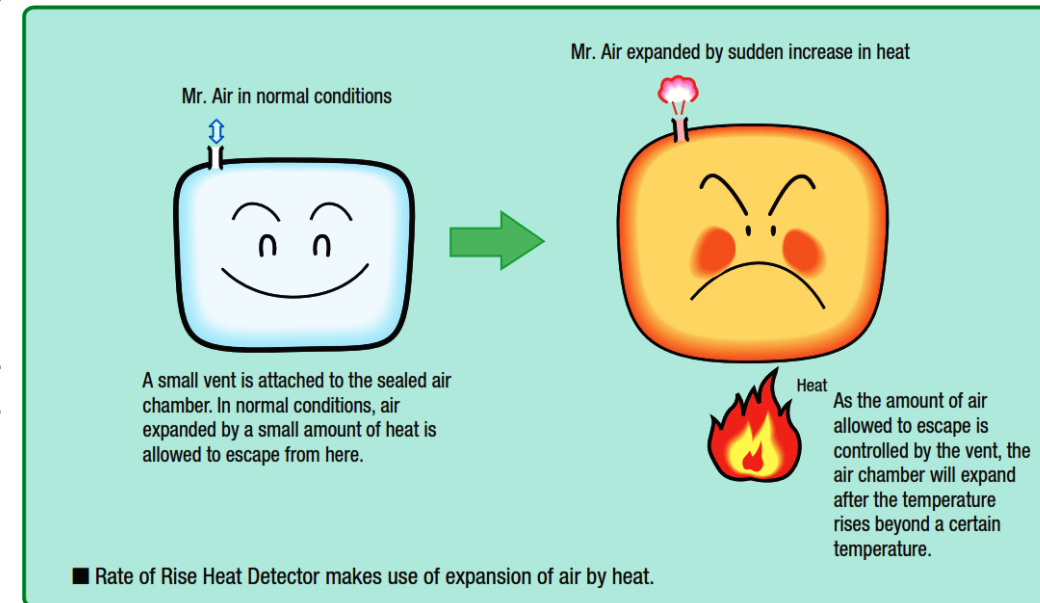 Mr. Air expanded by sudden increase in heat
Mr. Air in normal conditions
A small vent is attached to the sealed air
chamber. In normal conditions, air
expanded by a small amount of heat is
allowed to escape from here.
Heat
As the amount of air
allowed to escape is
controlled by the vent, the
air chamber will expand
after the temperature
rises beyond a certain
temperature.
■ Rate of Rise Heat Detector makes use of expansion of air by heat.